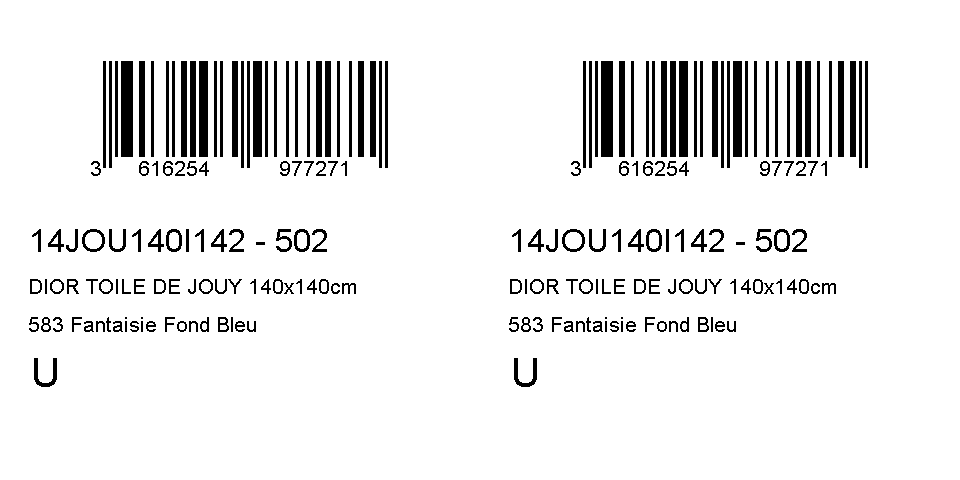 3 616254 977271
14JOU140I142 - 502
DIOR TOILE DE JOUY 140x140cm
583 Fantaisie Fond Bleu
U
3 616254 977271
14JOU140I142 - 502
DIOR TOILE DE JOUY 140x140cm
583 Fantaisie Fond Bleu
U